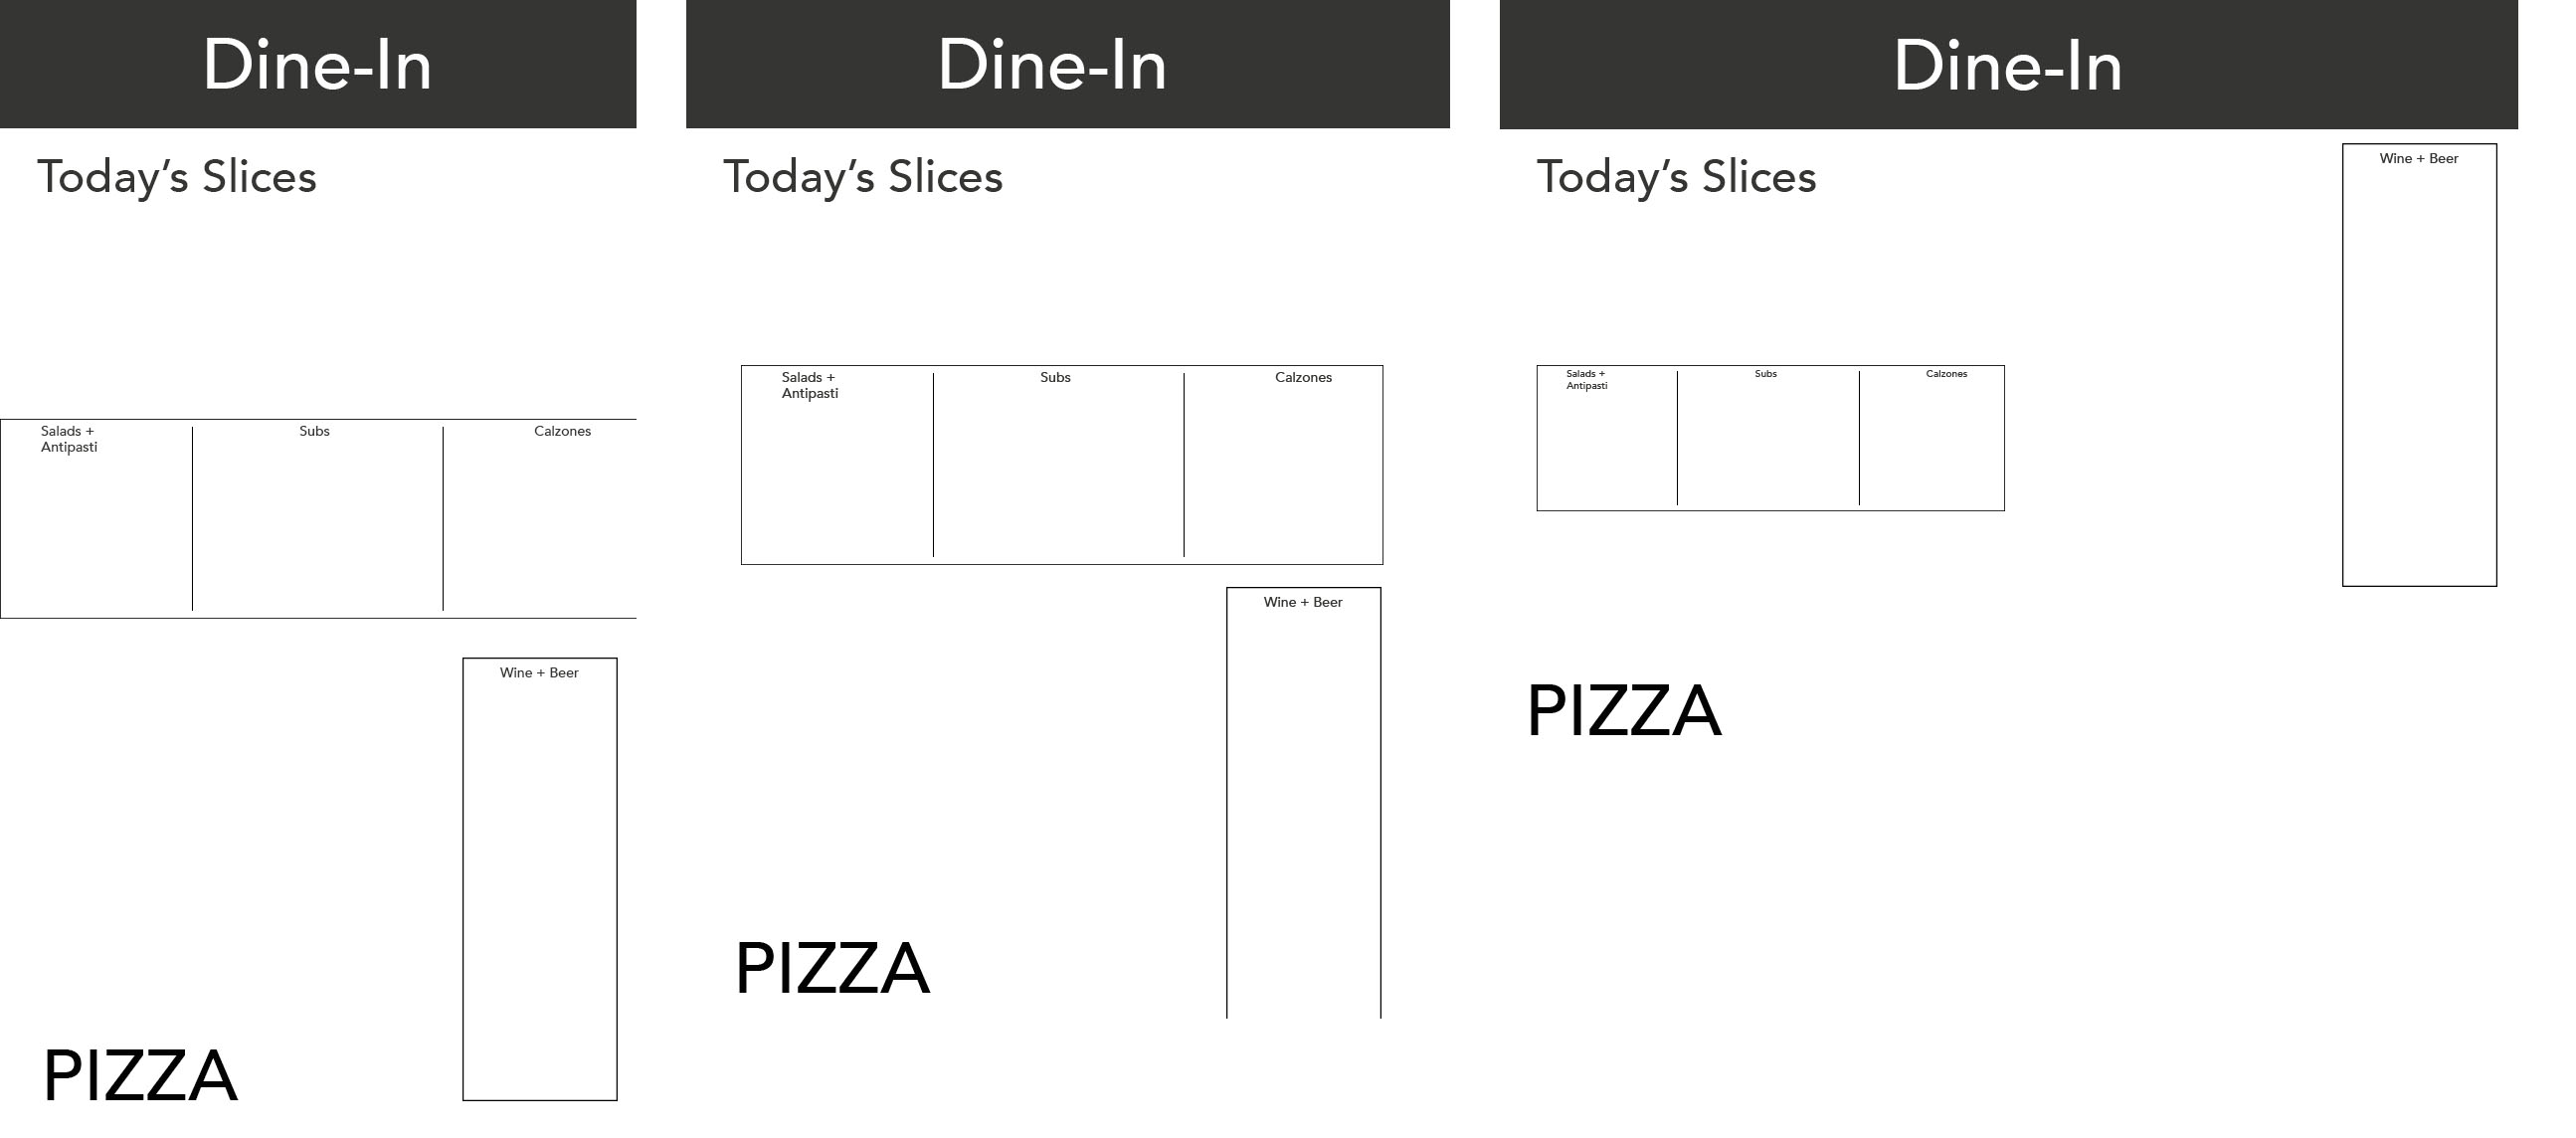 Dine-In
Today's Slices
Salads +
Antipasti
Subs
Calzones
Wine + Beer
PIZZA
Dine-In
Today's Slices
Salads +
Antipasti
Subs
Calzones
Wine + Beer
PIZZA
Dine-In
Today's Slices
Wine + Beer
Salads +
Antipasti
Subs
Calzones
PIZZA